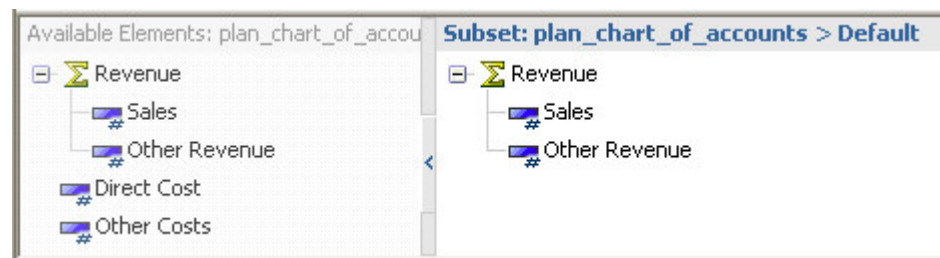 Available Elements: plan_chart_of_accou
Revenue
Sales
Other Revenue
Direct Cost
Other Costs
Subset: plan_chart_of_accounts > Default
Revenue
Sales
Other Revenue